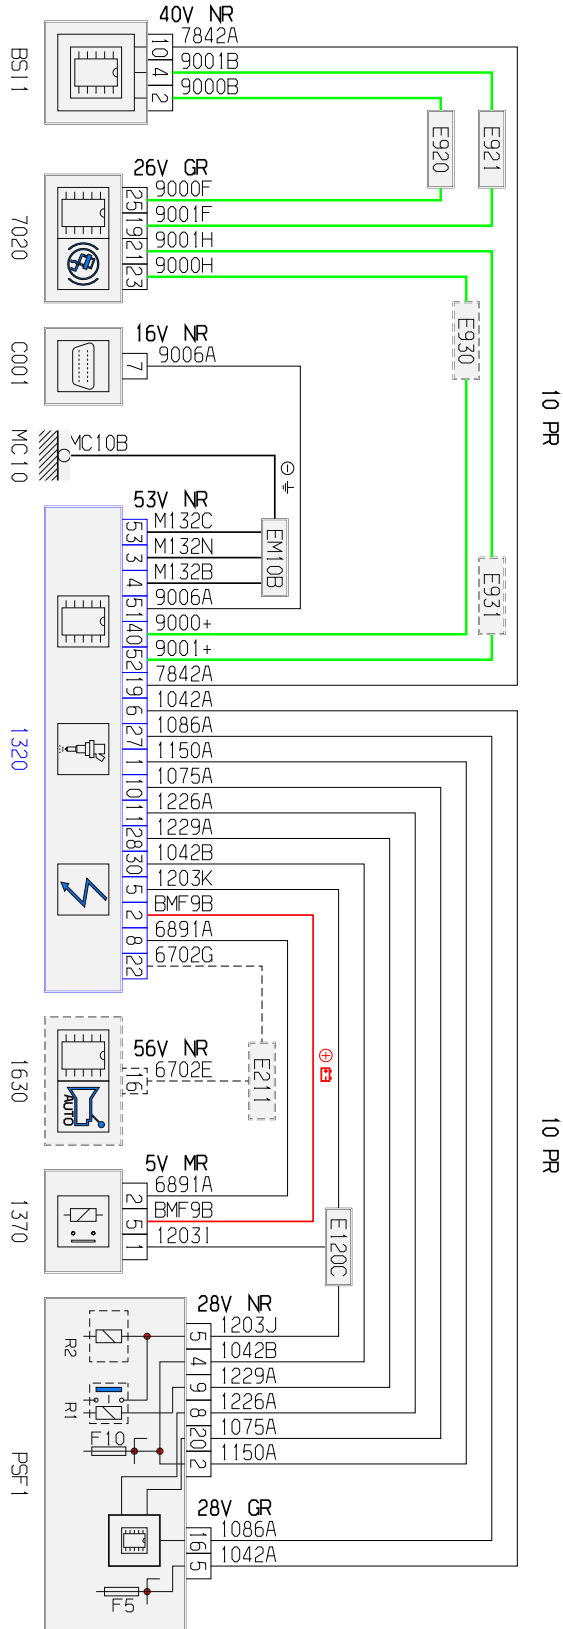 40V NR
7842A
10
9001B
4
9000B
2
BSI1
E920
E921
26V GR
9000F
25
9001F
19
9001H
21
9000H
23
7020
E930
16V NR
9006A
7
C001
10 PR
MC10B
MC10
53V NR
M132C
53
M132N
3
M132B
4
EM10B
9006A
51
9000+
40
9001+
52
E931
7842A
19
1042A
6
1086A
27
1150A
1
1075A
10
1226A
11
1229A
28
1042B
30
1203K
5
BMF9B
2
6891A
8
6702G
22
1320
56V NR
6702E
16
E211
AUTO
1630
10 PR
5V MR
6891A
2
BMF9B
5
1203I
1
1370
E120C
28V NR
1203J
5
1042B
4
1229A
9
1226A
8
1075A
20
1150A
2
R2
R1
F10
PSF1
28V GR
1086A
16
1042A
5
F5